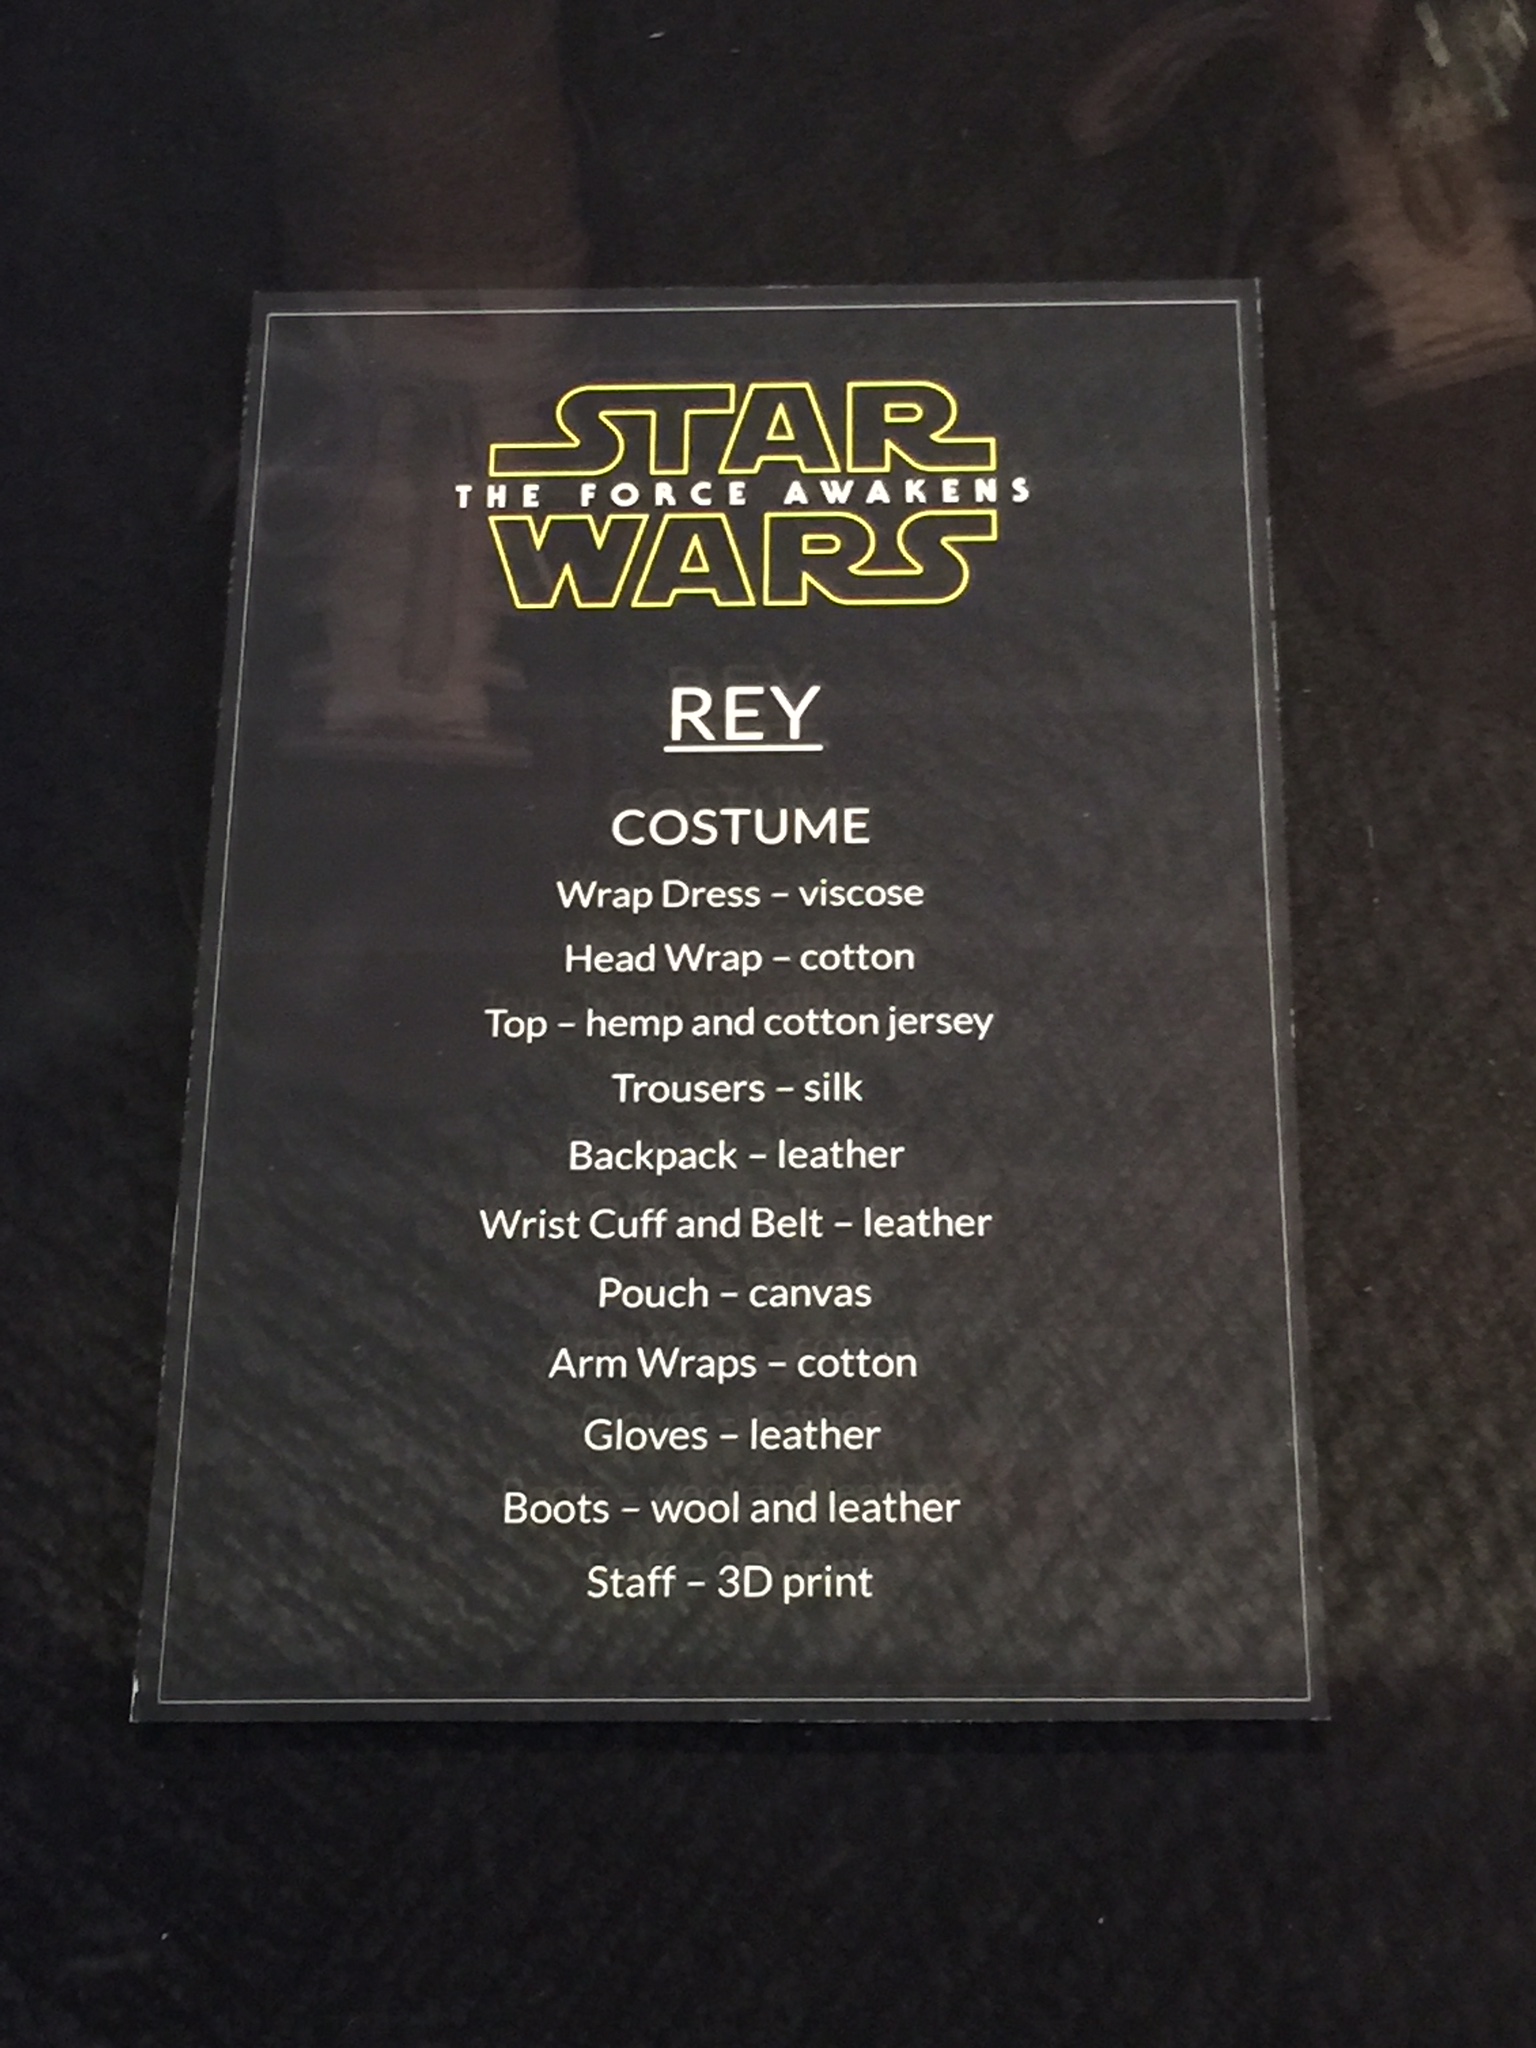 STAR
THE FORCE AWAKENS
WARS
REY
COSTUME
Wrap Dress – viscose
Head Wrap – cotton
Top – hemp and cotton jersey
Trousers – silk
Backpack – leather
Wrist Cuff and Belt – leather
Pouch – canvas
Arm Wraps – cotton
Gloves – leather
Boots – wool and leather
Staff – 3D print